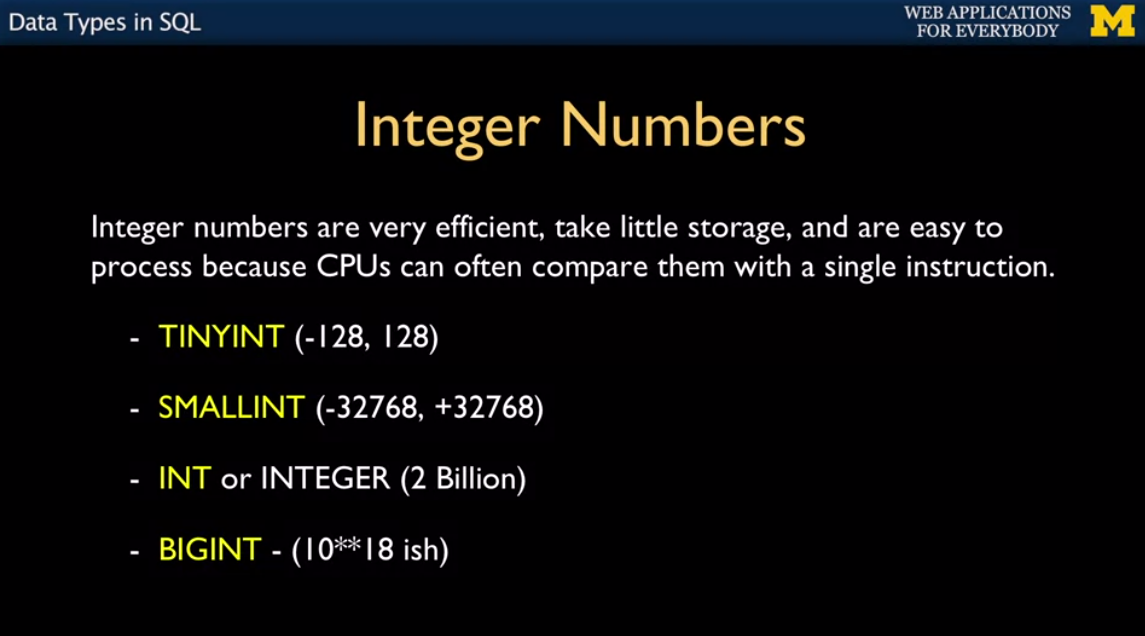 Data Types in SQL
WEB APPLICATIONS
FOR EVERYBODY
M
Integer Numbers
Integer numbers are very efficient, take little storage, and are easy to
process because CPUs can often compare them with a single instruction.
- TINYINT (-128, 128)
- SMALLINT (-32768, +32768)
- INT or INTEGER (2 Billion)
- BIGINT - (10**18 ish)